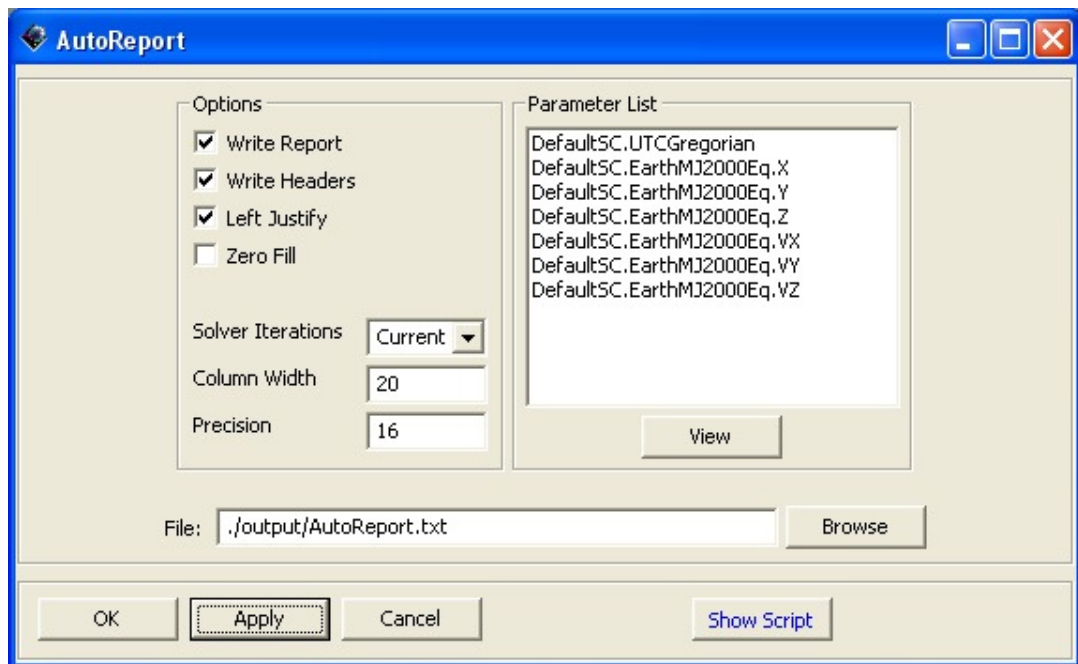 AutoReport
Options
Write Report
Write Headers
Left Justify
Zero Fill
Solver Iterations
Current
Column Width
20
Precision
16
Parameter List
DefaultSC.UTCGregorian
DefaultSC.EarthMJ2000Eq.X
DefaultSC.EarthMJ2000Eq.Y
DefaultSC.EarthMJ2000Eq.Z
DefaultSC.EarthMJ2000Eq.VX
DefaultSC.EarthMJ2000Eq.VY
DefaultSC.EarthMJ2000Eq.VZ
View
File:
./output/AutoReport.txt
Browse
OK
Apply
Cancel
Show Script